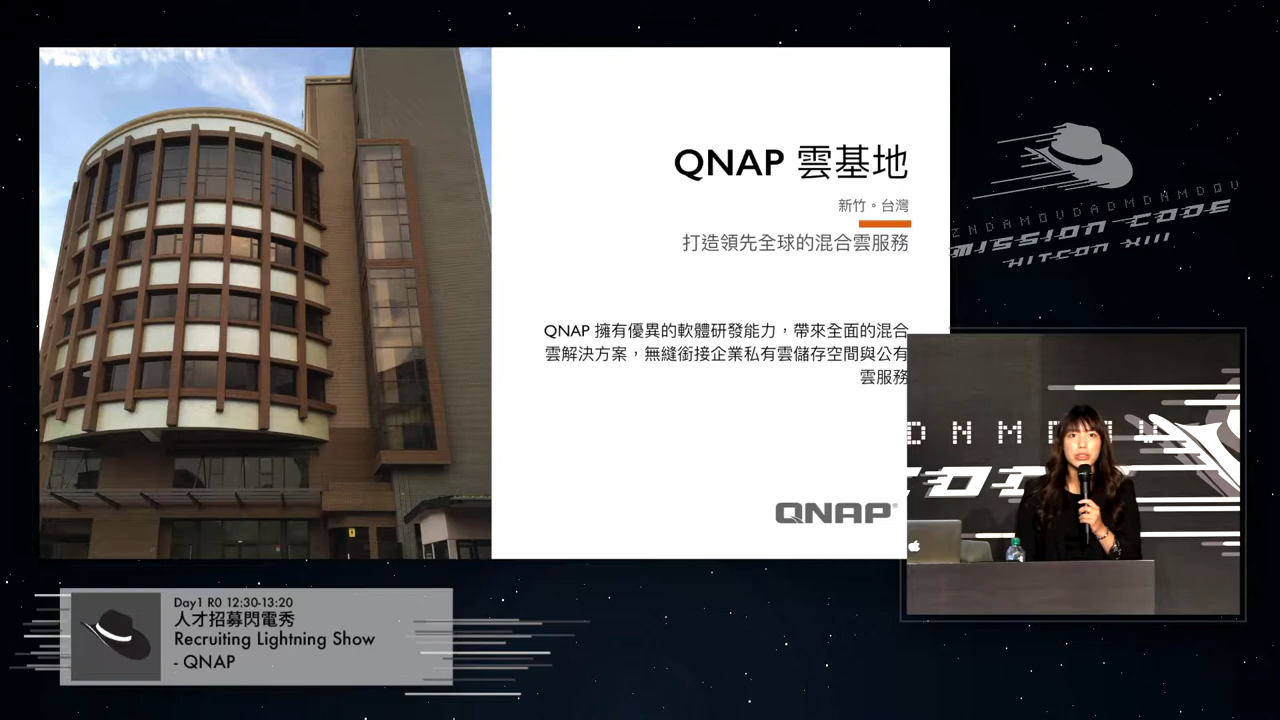 QNAP 雲基地
新竹。台灣
打造領先全球的混合雲服務
QNAP 擁有優異的軟體研發能力，帶來全面的混合
雲解決方案，無縫銜接企業私有雲儲存空間與公有
雲服務
QNAP
ZNDAMOUDADMDNMDQU
MISSION CODE
HITCON XIII
DNMD U
CODE
Day1 R0 12:30-13:20
人才招募閃電秀
Recruiting Lightning Show
- QNAP